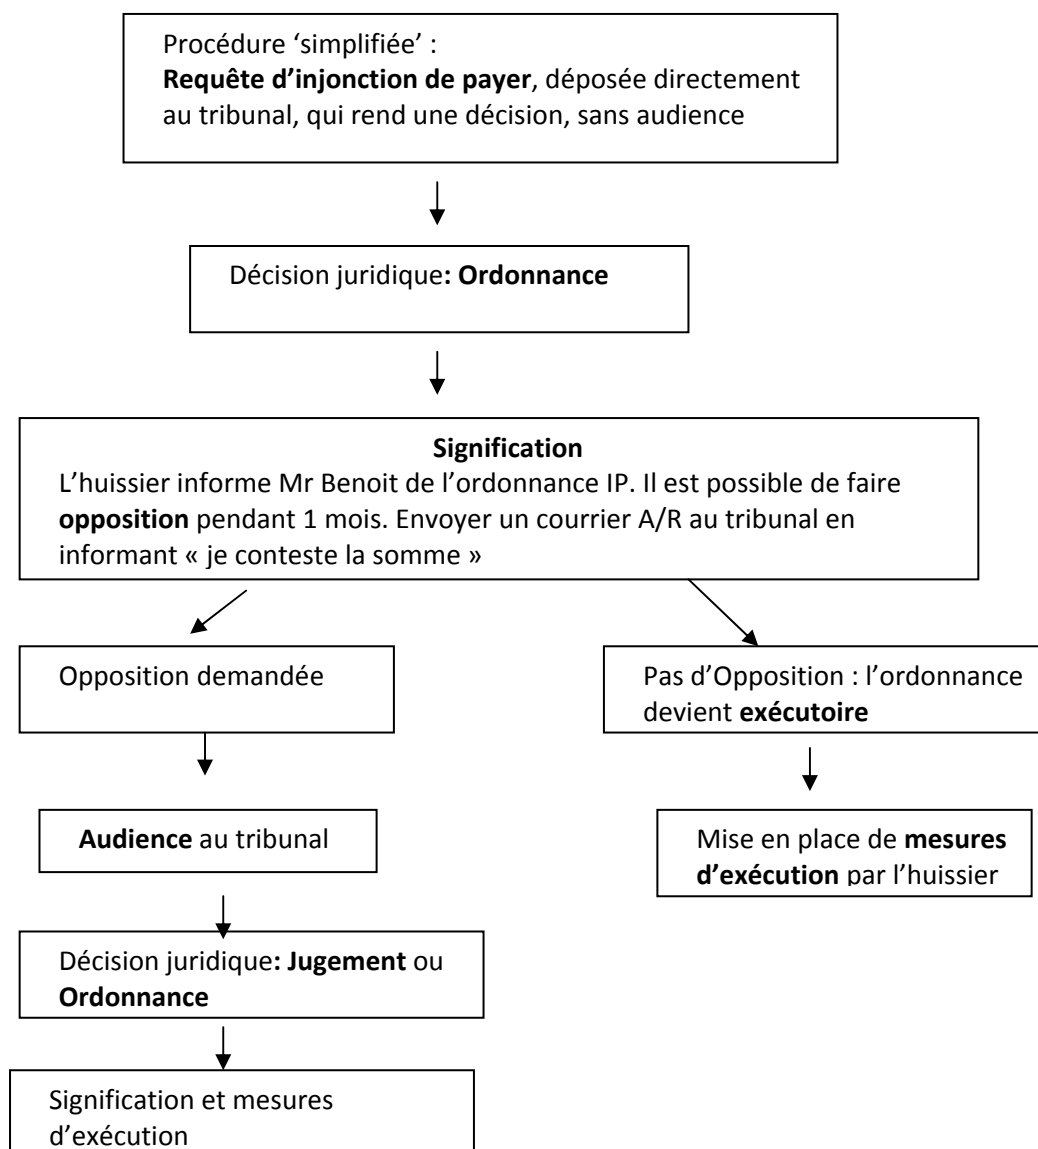 Procédure ‘simplifiée’ :
Requête d’injonction de payer, déposée directement
au tribunal, qui rend une décision, sans audience
Décision juridique: Ordonnance
Signification
L’huissier informe Mr Benoit de l’ordonnance IP. Il est possible de faire
opposition pendant 1 mois. Envoyer un courrier A/R au tribunal en
informant « je conteste la somme »
Opposition demandée
Pas d’Opposition : l’ordonnance
devient exécutoire
Audience au tribunal
Mise en place de mesures
d’exécution par l’huissier
Décision juridique: Jugement ou
Ordonnance
Signification et mesures
d’exécution